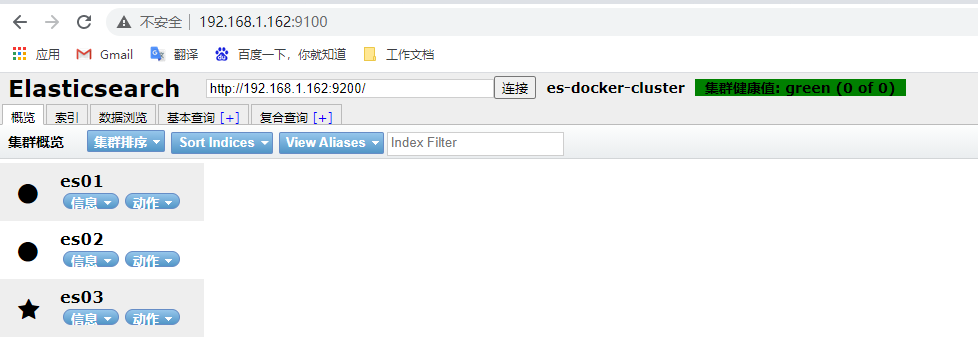 不安全 192.168.1.162:9100
应用 Gmail 翻译 百度一下，你就知道 工作文档
Elasticsearch http://192.168.1.162:9200/ 连接 es-docker-cluster 集群健康值: green (0 of 0)
概览 索引 数据浏览 基本查询 [+] 复合查询 [+]
集群概览 集群排序 Sort Indices View Aliases Index Filter
es01
信息 动作
es02
信息 动作
es03
信息 动作